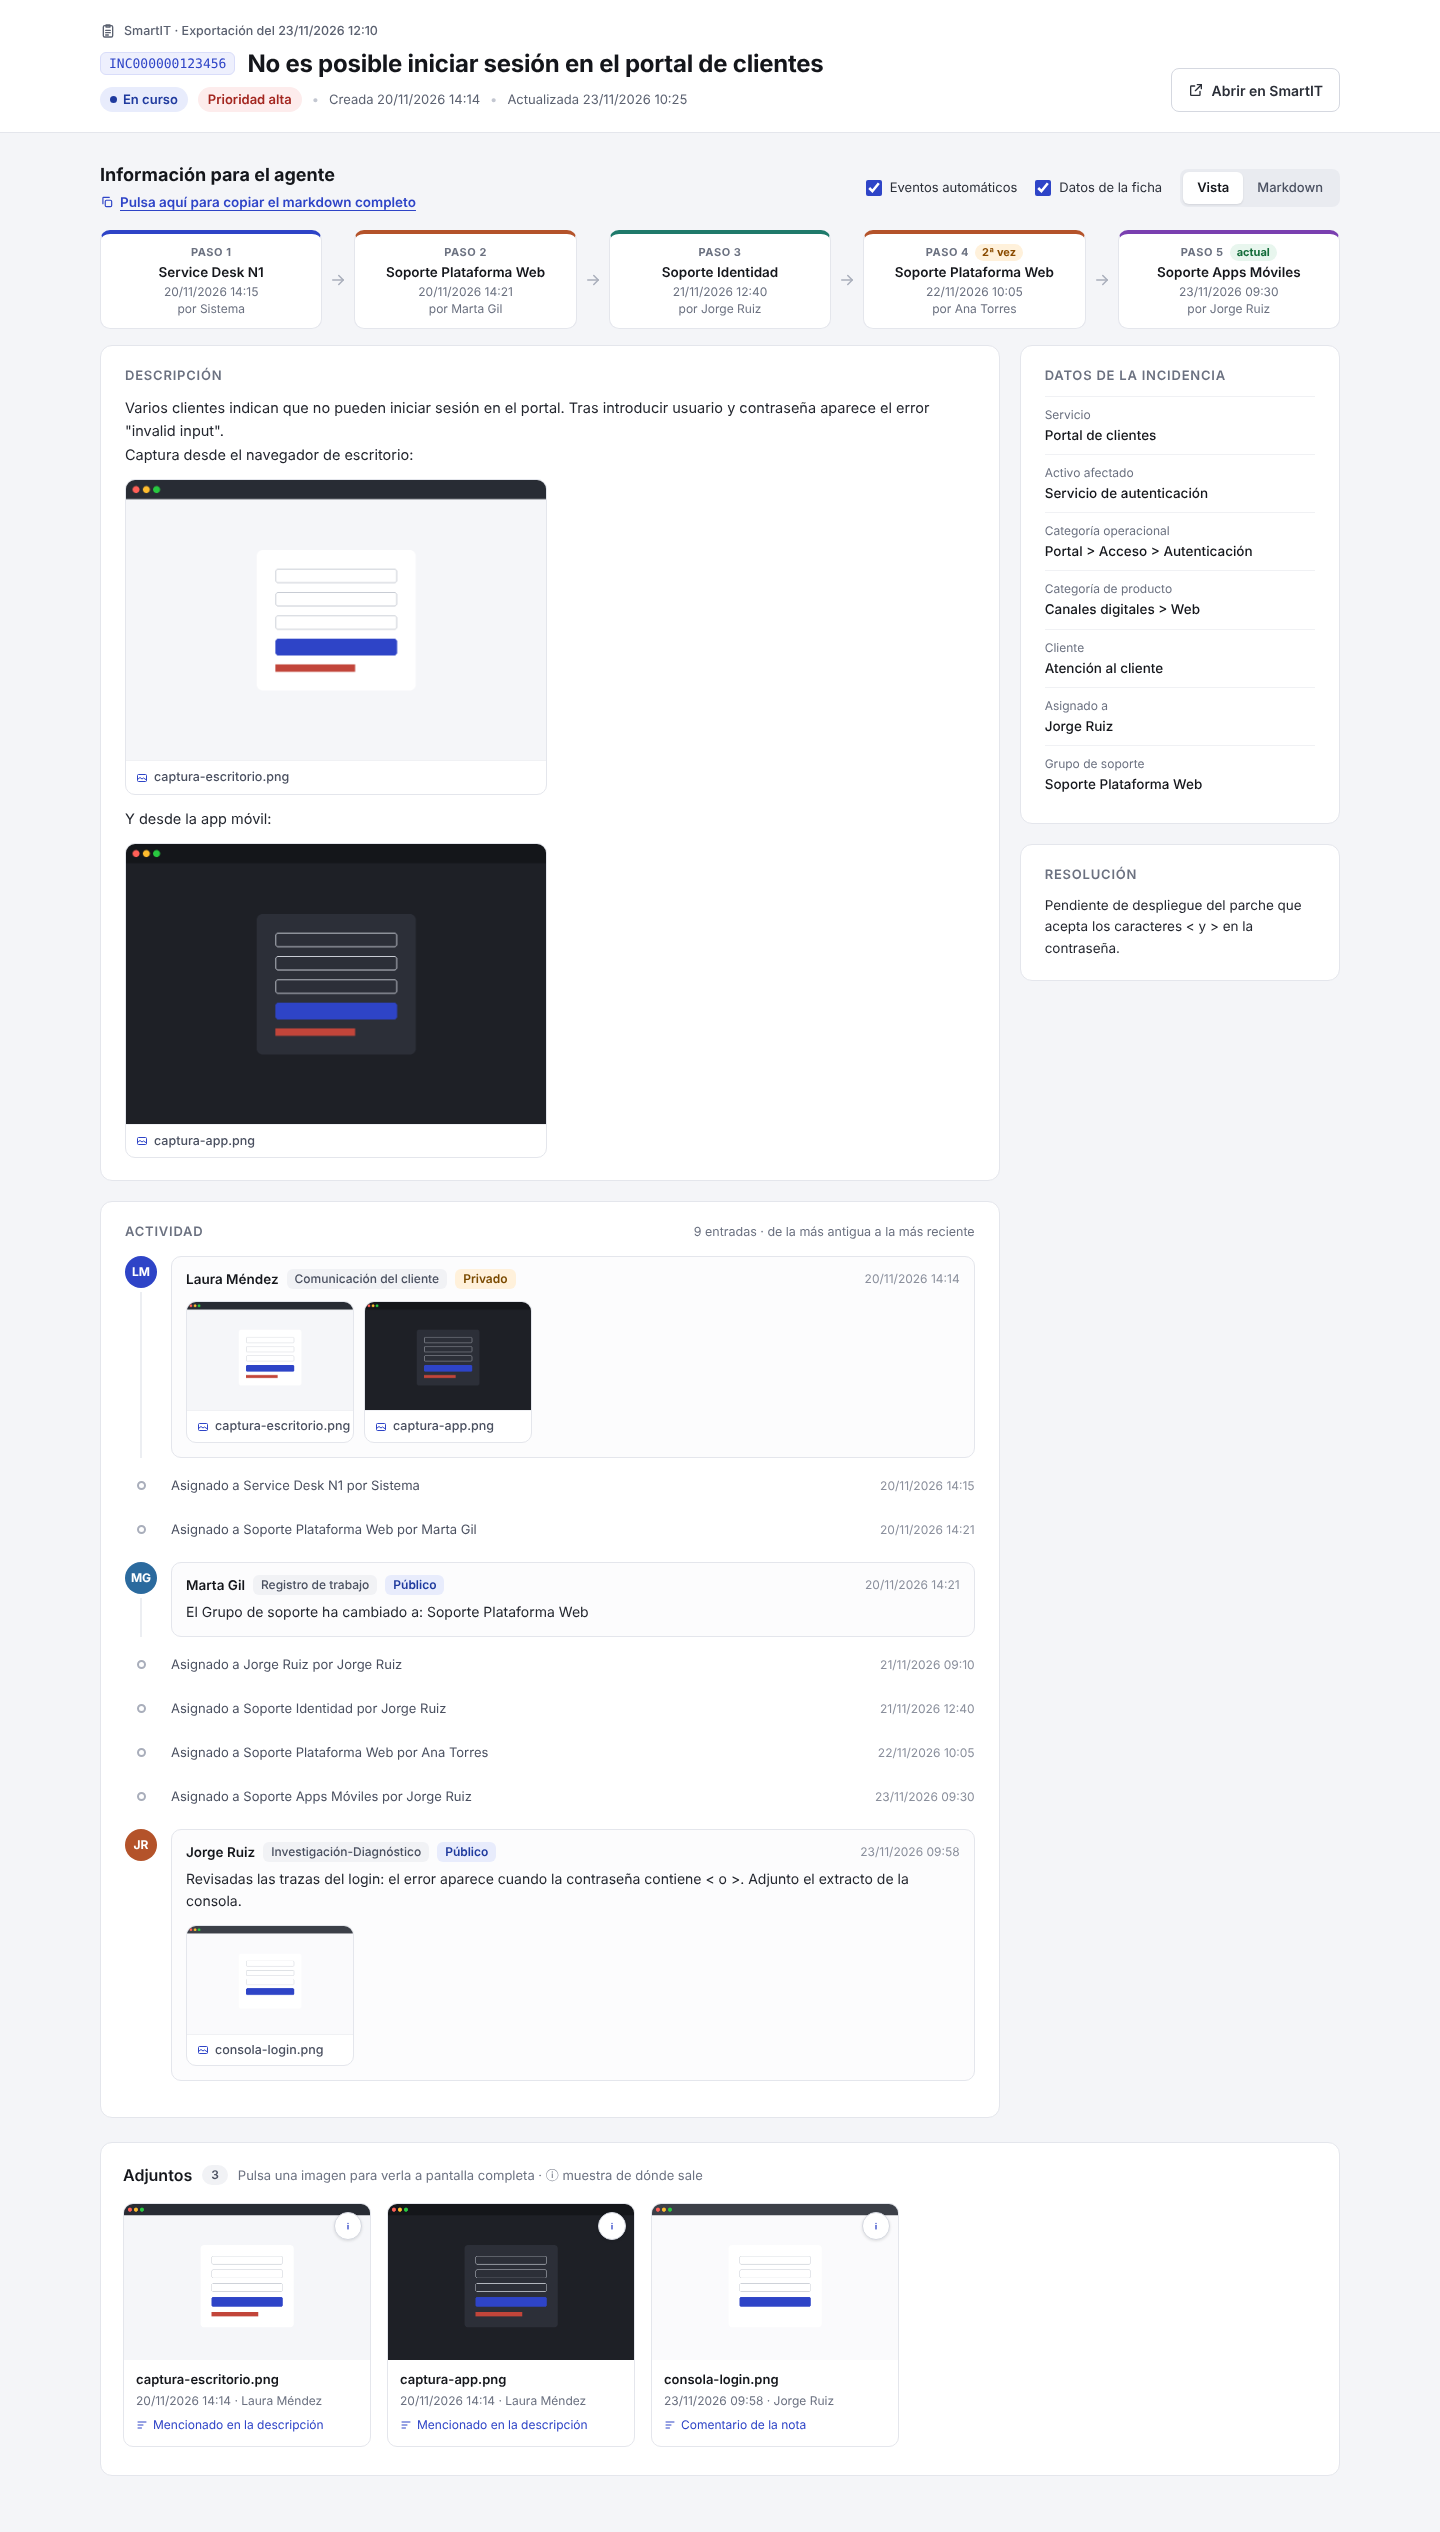 SmartIT · Exportación del 23/11/2026 12:10
INC000000123456 No es posible iniciar sesión en el portal de clientes
En curso Prioridad alta • Creada 20/11/2026 14:14 • Actualizada 23/11/2026 10:25
Abrir en SmartIT
Información para el agente
Pulsa aquí para copiar el markdown completo
Eventos automáticos Datos de la ficha Vista Markdown
PASO 1
Service Desk N1
20/11/2026 14:15
por Sistema
PASO 2
Soporte Plataforma Web
20/11/2026 14:21
por Marta Gil
PASO 3
Soporte Identidad
21/11/2026 12:40
por Jorge Ruiz
PASO 4 2ª vez
Soporte Plataforma Web
22/11/2026 10:05
por Ana Torres
PASO 5 actual
Soporte Apps Móviles
23/11/2026 09:30
por Jorge Ruiz
DESCRIPCIÓN
Varios clientes indican que no pueden iniciar sesión en el portal. Tras introducir usuario y contraseña aparece el error
"invalid input".
Captura desde el navegador de escritorio:
captura-escritorio.png
Y desde la app móvil:
captura-app.png
DATOS DE LA INCIDENCIA
Servicio
Portal de clientes
Activo afectado
Servicio de autenticación
Categoría operacional
Portal > Acceso > Autenticación
Categoría de producto
Canales digitales > Web
Cliente
Atención al cliente
Asignado a
Jorge Ruiz
Grupo de soporte
Soporte Plataforma Web
RESOLUCIÓN
Pendiente de despliegue del parche que
acepta los caracteres < y > en la
contraseña.
ACTIVIDAD
9 entradas · de la más antigua a la más reciente
LM
Laura Méndez Comunicación del cliente Privado 20/11/2026 14:14
captura-escritorio.png captura-app.png
Asignado a Service Desk N1 por Sistema 20/11/2026 14:15
Asignado a Soporte Plataforma Web por Marta Gil 20/11/2026 14:21
MG
Marta Gil Registro de trabajo Público 20/11/2026 14:21
El Grupo de soporte ha cambiado a: Soporte Plataforma Web
Asignado a Jorge Ruiz por Jorge Ruiz 21/11/2026 09:10
Asignado a Soporte Identidad por Jorge Ruiz 21/11/2026 12:40
Asignado a Soporte Plataforma Web por Ana Torres 22/11/2026 10:05
Asignado a Soporte Apps Móviles por Jorge Ruiz 23/11/2026 09:30
JR
Jorge Ruiz Investigación-Diagnóstico Público 23/11/2026 09:58
Revisadas las trazas del login: el error aparece cuando la contraseña contiene < o >. Adjunto el extracto de la
consola.
consola-login.png
Adjuntos 3 Pulsa una imagen para verla a pantalla completa · ⓘ muestra de dónde sale
i
i
i
captura-escritorio.png
20/11/2026 14:14 · Laura Méndez
Mencionado en la descripción
captura-app.png
20/11/2026 14:14 · Laura Méndez
Mencionado en la descripción
consola-login.png
23/11/2026 09:58 · Jorge Ruiz
Comentario de la nota